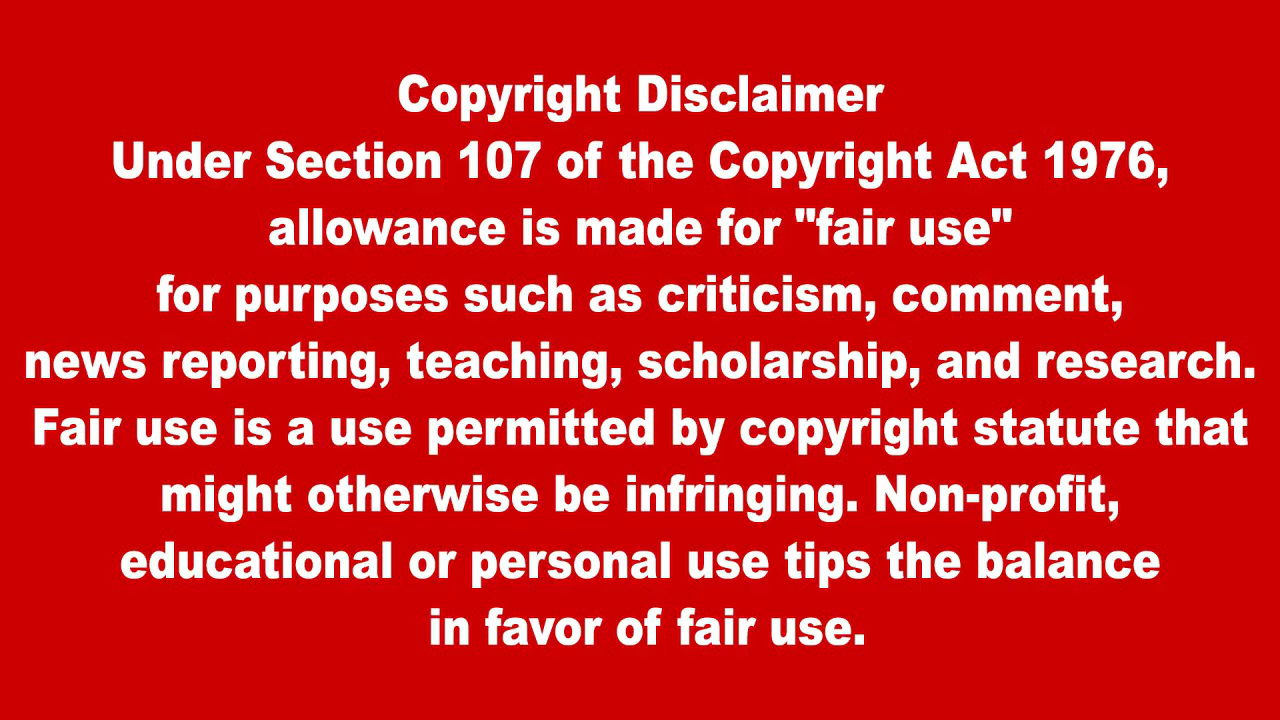 Copyright Disclaimer
Under Section 107 of the Copyright Act 1976,
allowance is made for "fair use"
for purposes such as criticism, comment,
news reporting, teaching, scholarship, and research.
Fair use is a use permitted by copyright statute that
might otherwise be infringing. Non-profit,
educational or personal use tips the balance
in favor of fair use.